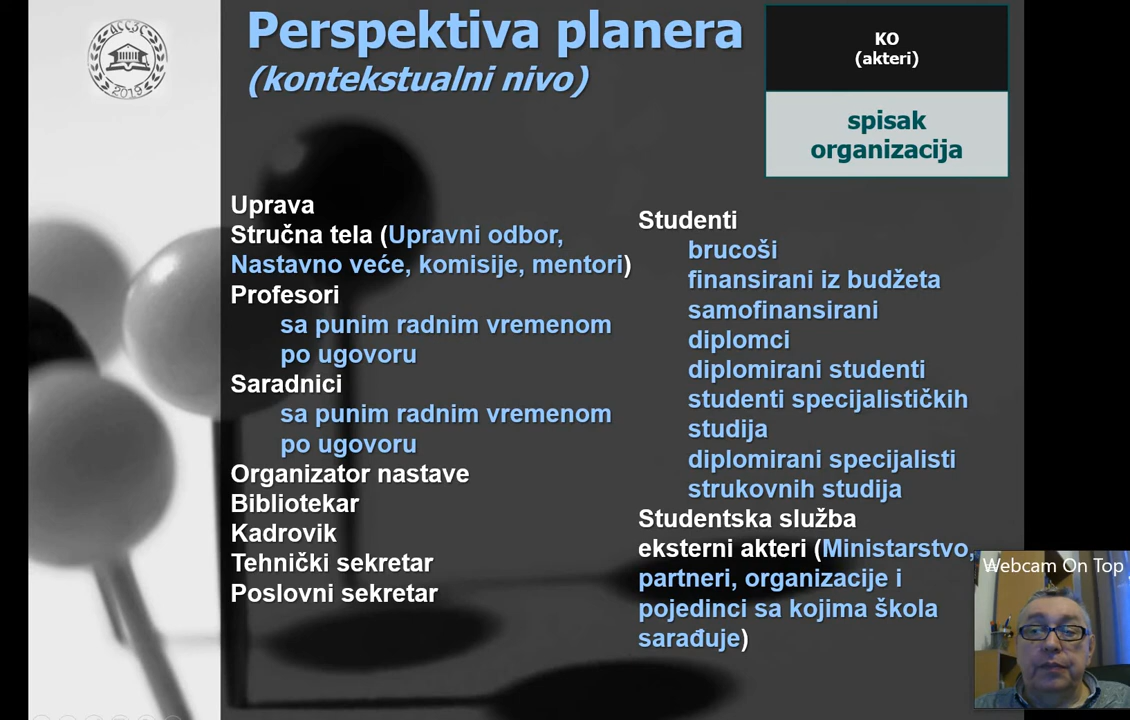 Perspektiva planera
(kontekstualni nivo)
KO
(akteri)
spisak
organizacija
Uprava
Stručna tela (Upravni odbor,
Nastavno veće, komisije, mentori)
Profesori
sa punim radnim vremenom
po ugovoru
Saradnici
sa punim radnim vremenom
po ugovoru
Organizator nastave
Bibliotekar
Kadrovik
Tehnički sekretar
Poslovni sekretar
Studenti
brucoši
finansirani iz budžeta
samofinansirani
diplomci
diplomirani studenti
studenti specijalističkih
studija
diplomirani specijalisti
strukovnih studija
Studentska služba
eksterni akteri (Ministarstvo,
partneri, organizacije i
pojedinci sa kojima škola
sarađuje)
Webcam On Top
2019